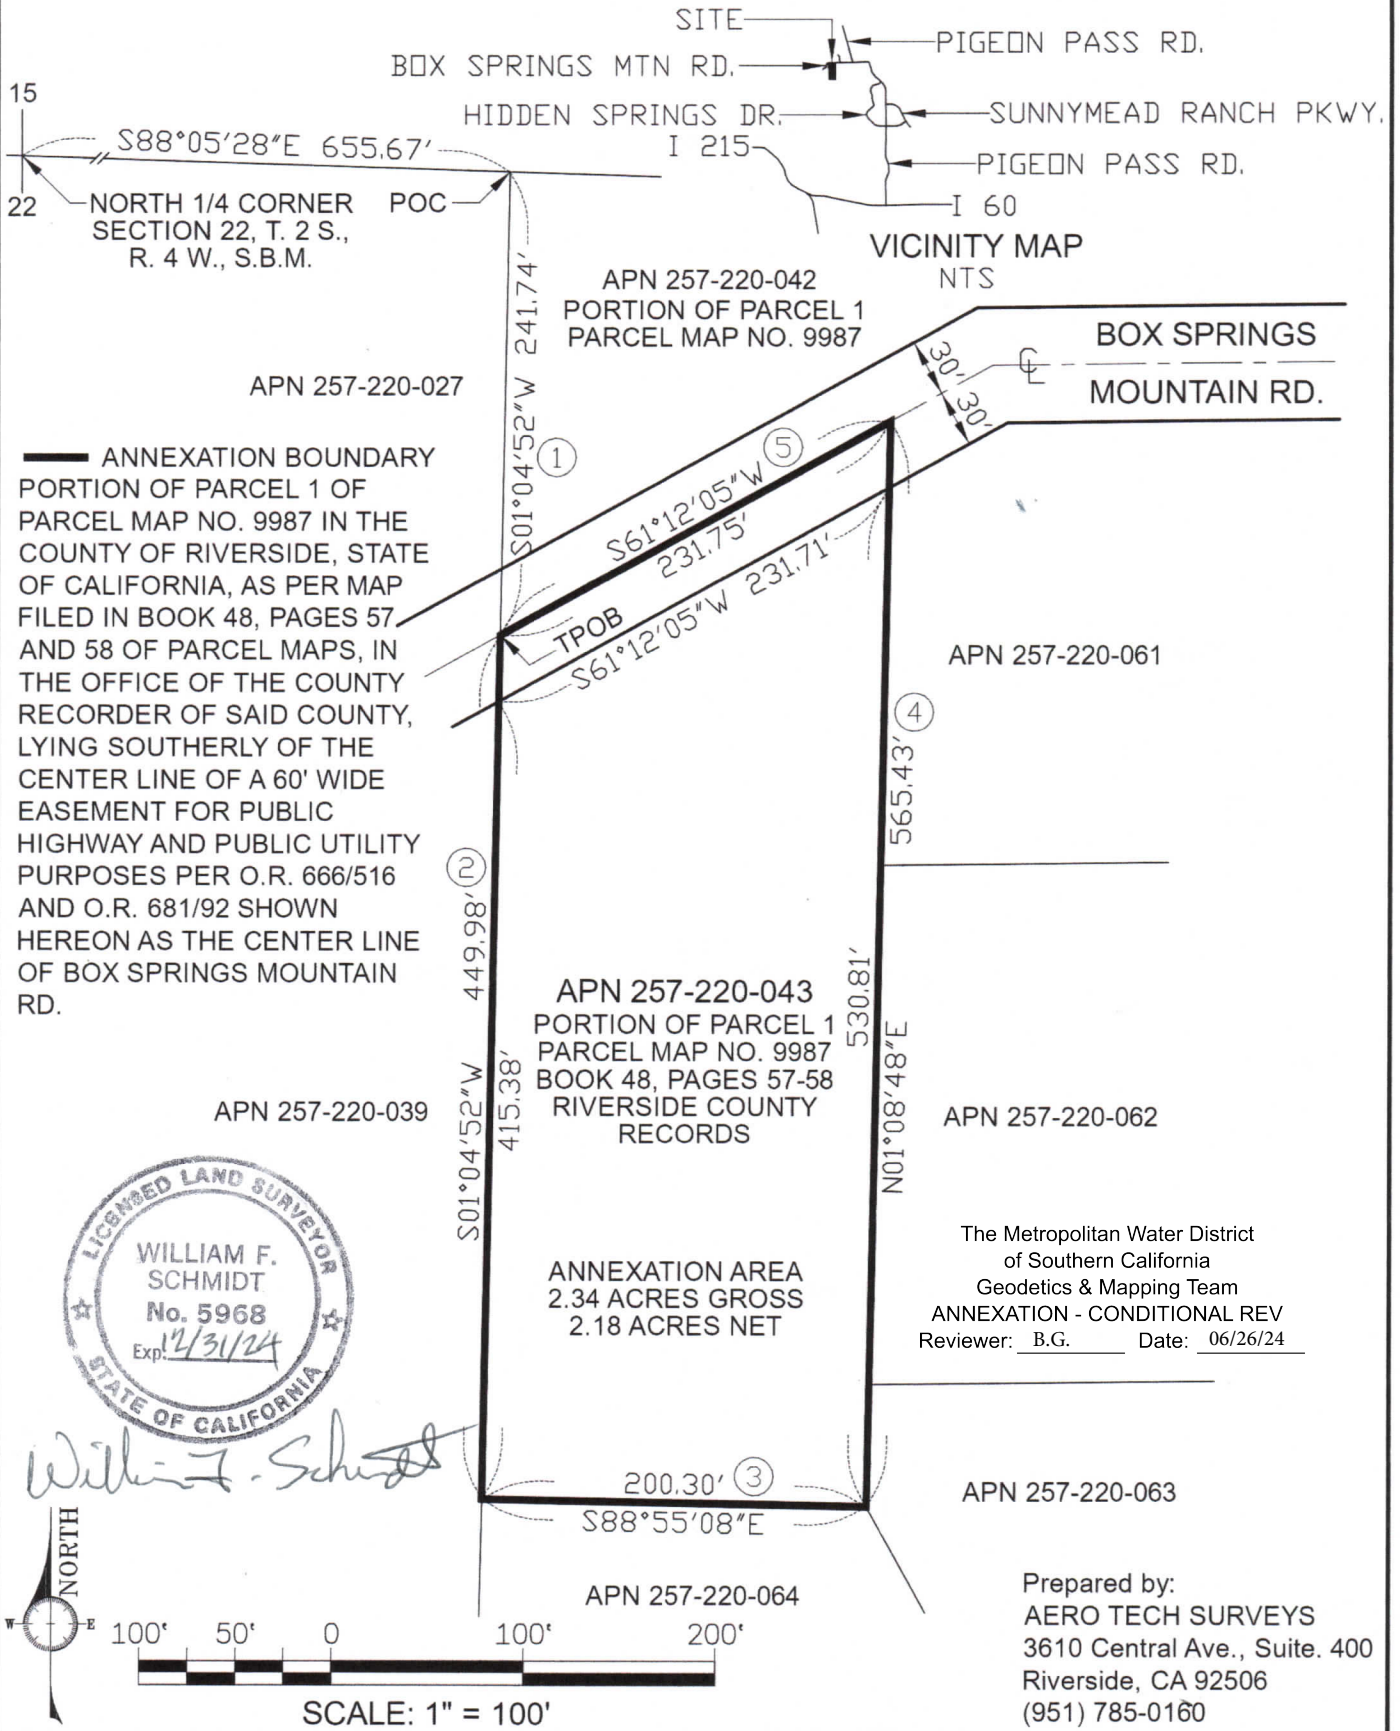 SITE
PIGEON PASS RD.
BOX SPRINGS MTN RD.
HIDDEN SPRINGS DR.
SUNNYMEAD RANCH PKWY.
I 215
PIGEON PASS RD.
I 60
VICINITY MAP
NTS
15
22
S88°05'28"E 655.67'
NORTH 1/4 CORNER
SECTION 22, T. 2 S.,
R. 4 W., S.B.M.
POC
S01°04'52"W 241.74'
1
APN 257-220-042
PORTION OF PARCEL 1
PARCEL MAP NO. 9987
APN 257-220-027
BOX SPRINGS
CL
MOUNTAIN RD.
30'
30'
ANNEXATION BOUNDARY
PORTION OF PARCEL 1 OF
PARCEL MAP NO. 9987 IN THE
COUNTY OF RIVERSIDE, STATE
OF CALIFORNIA, AS PER MAP
FILED IN BOOK 48, PAGES 57
AND 58 OF PARCEL MAPS, IN
THE OFFICE OF THE COUNTY
RECORDER OF SAID COUNTY,
LYING SOUTHERLY OF THE
CENTER LINE OF A 60' WIDE
EASEMENT FOR PUBLIC
HIGHWAY AND PUBLIC UTILITY
PURPOSES PER O.R. 666/516
AND O.R. 681/92 SHOWN
HEREON AS THE CENTER LINE
OF BOX SPRINGS MOUNTAIN
RD.
5
S61°12'05"W
231.75'
TPOB
S61°12'05"W 231.71'
APN 257-220-061
4
565.43'
2
S01°04'52"W 449.98'
415.38'
530.81'
N01°08'48"E
APN 257-220-043
PORTION OF PARCEL 1
PARCEL MAP NO. 9987
BOOK 48, PAGES 57-58
RIVERSIDE COUNTY
RECORDS
APN 257-220-039
APN 257-220-062
LICENSED LAND SURVEYOR
WILLIAM F.
SCHMIDT
No. 5968
Exp. 12/31/24
STATE OF CALIFORNIA
William F. Schmidt
ANNEXATION AREA
2.34 ACRES GROSS
2.18 ACRES NET
The Metropolitan Water District
of Southern California
Geodetics & Mapping Team
ANNEXATION - CONDITIONAL REV
Reviewer: B.G. Date: 06/26/24
200.30' 3
S88°55'08"E
APN 257-220-063
APN 257-220-064
NORTH
W E
100' 50' 0 100' 200'
SCALE: 1" = 100'
Prepared by:
AERO TECH SURVEYS
3610 Central Ave., Suite. 400
Riverside, CA 92506
(951) 785-0160